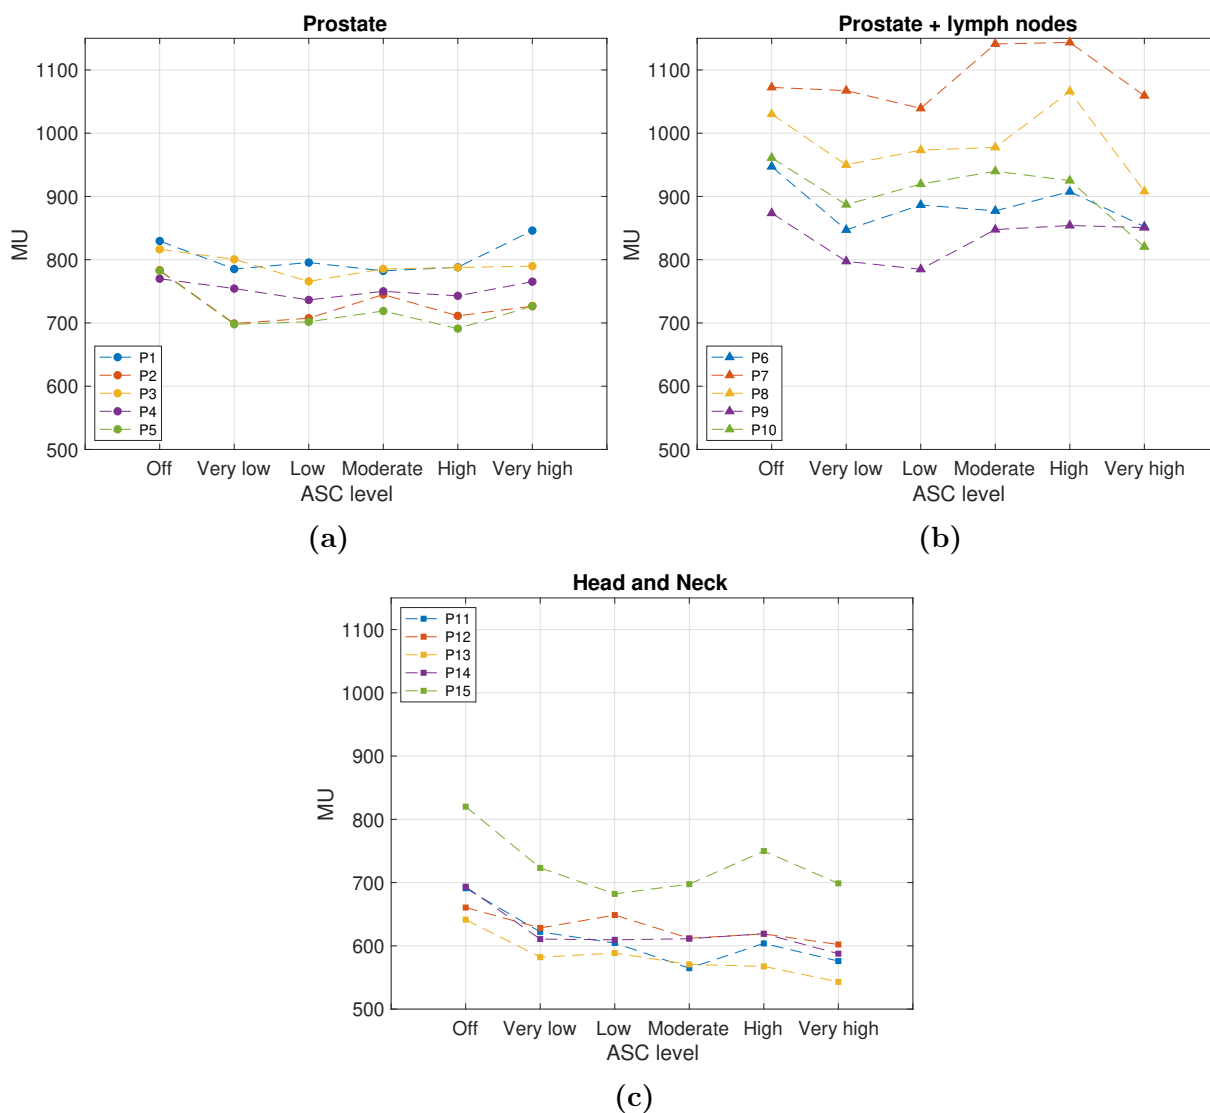 Prostate
1100
1000
900
800
700
600
500
MU
P1
P2
P3
P4
P5
Off Very low Low Moderate High Very high
ASC level
(a)
Prostate + lymph nodes
1100
1000
900
800
700
600
500
MU
P6
P7
P8
P9
P10
Off Very low Low Moderate High Very high
ASC level
(b)
Head and Neck
1100
1000
900
800
700
600
500
MU
P11
P12
P13
P14
P15
Off Very low Low Moderate High Very high
ASC level
(c)